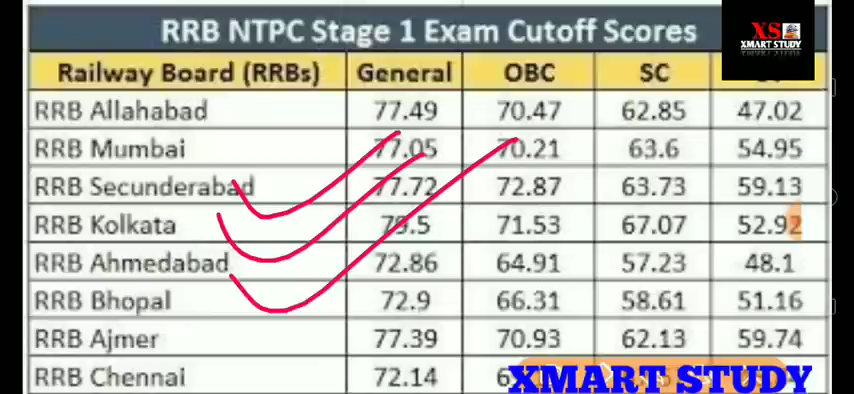 RRB NTPC Stage 1 Exam Cutoff Scores
XS
XMART STUDY
Railway Board (RRBs) General OBC SC
RRB Allahabad 77.49 70.47 62.85 47.02
RRB Mumbai 77.05 70.21 63.6 54.95
RRB Secunderabad 77.72 72.87 63.73 59.13
RRB Kolkata 79.5 71.53 67.07 52.92
RRB Ahmedabad 72.86 64.91 57.23 48.1
RRB Bhopal 72.9 66.31 58.61 51.16
RRB Ajmer 77.39 70.93 62.13 59.74
RRB Chennai 72.14
XMART STUDY